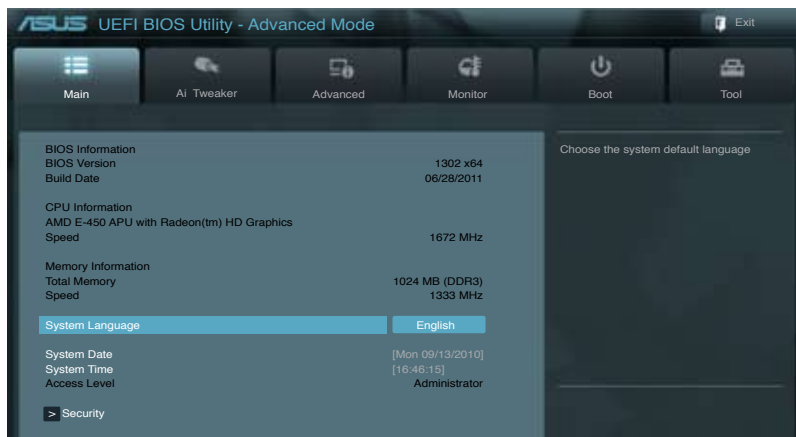 ASUS UEFI BIOS Utility - Advanced Mode
Exit
Main
Ai Tweaker
Advanced
Monitor
Boot
Tool
BIOS Information
BIOS Version 1302 x64
Build Date 06/28/2011
CPU Information
AMD E-450 APU with Radeon(tm) HD Graphics
Speed 1672 MHz
Memory Information
Total Memory 1024 MB (DDR3)
Speed 1333 MHz
System Language English
System Date [Mon 09/13/2010]
System Time [16:46:15]
Access Level Administrator
> Security
Choose the system default language